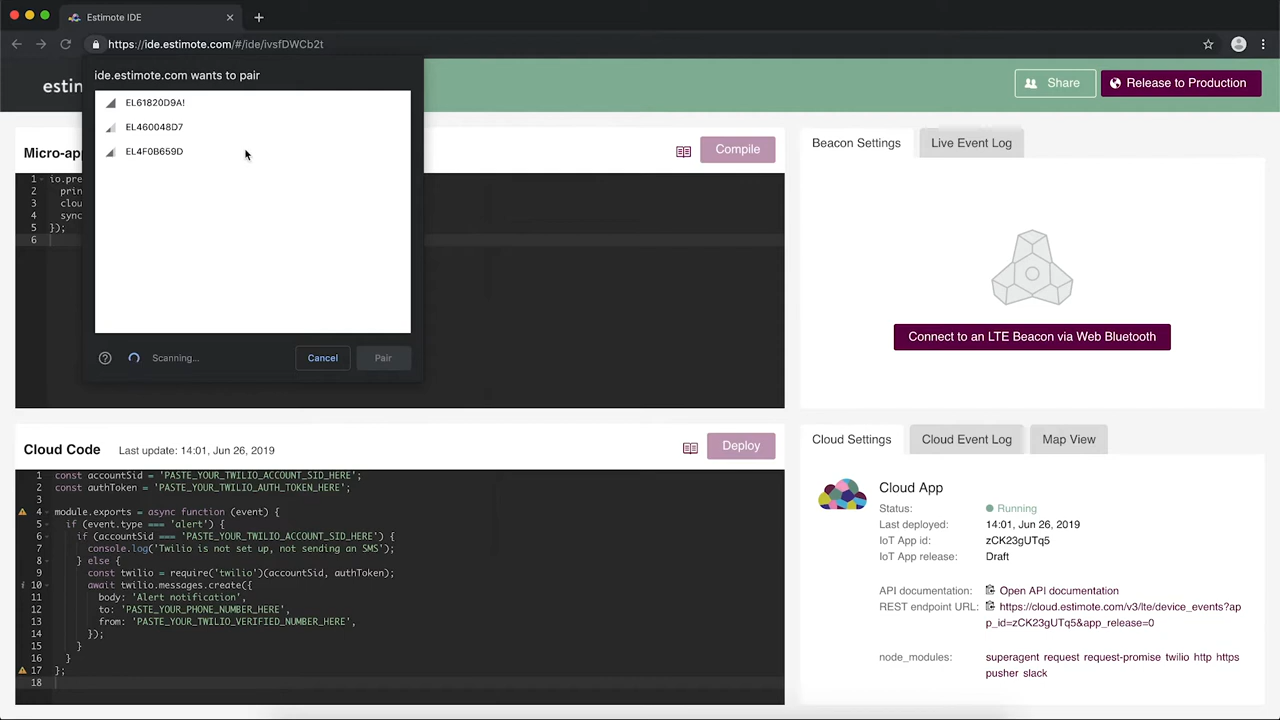 Estimote IDE
https://ide.estimote.com/#/ide/ivsfDWCb2t
ide.estimote.com wants to pair
EL61820D9A!
EL460048D7
EL4F0B659D
Scanning...
Cancel
Pair
Share
Release to Production
Compile
1
io.pre
2
prin
3
clou
4
sync
5
});
6
Beacon Settings
Live Event Log
Connect to an LTE Beacon via Web Bluetooth
Cloud Code
Last update: 14:01, Jun 26, 2019
Deploy
1 const accountSid = 'PASTE_YOUR_TWILIO_ACCOUNT_SID_HERE';
2 const authToken = 'PASTE_YOUR_TWILIO_AUTH_TOKEN_HERE';
3
4 module.exports = async function (event) {
5 if (event.type === 'alert') {
6 if (accountSid === 'PASTE_YOUR_TWILIO_ACCOUNT_SID_HERE') {
7 console.log('Twilio is not set up, not sending an SMS');
8 } else {
9 const twilio = require('twilio')(accountSid, authToken);
10 await twilio.messages.create({
11 body: 'Alert notification',
12 to: 'PASTE_YOUR_PHONE_NUMBER_HERE',
13 from: 'PASTE_YOUR_TWILIO_VERIFIED_NUMBER_HERE',
14 });
15 }
16 }
17 };
18
Cloud Settings
Cloud Event Log
Map View
Cloud App
Status: Running
Last deployed: 14:01, Jun 26, 2019
IoT App id: zCK23gUTq5
IoT App release: Draft
API documentation: Open API documentation
REST endpoint URL: https://cloud.estimote.com/v3/lte/device_events?ap
p_id=zCK23gUTq5&app_release=0
node_modules: superagent request request-promise twilio http https
pusher slack